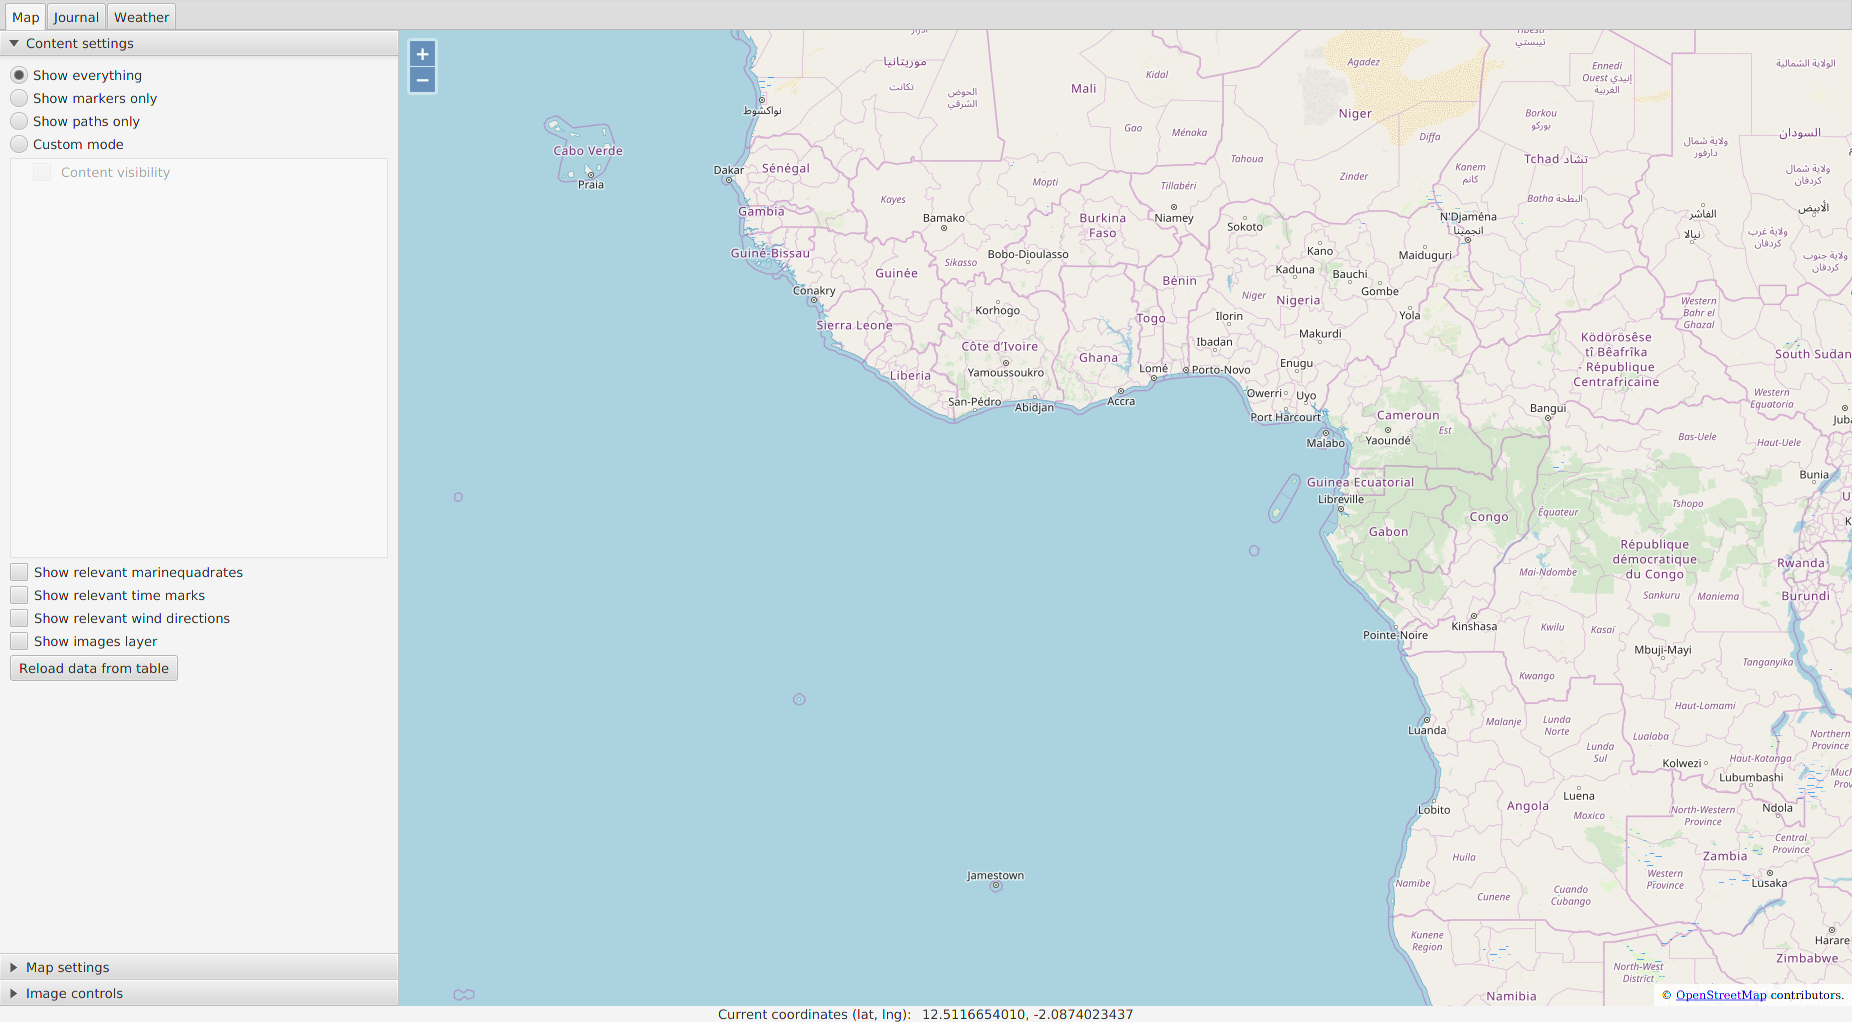 Map
Journal
Weather
Content settings
Show everything
Show markers only
Show paths only
Custom mode
Content visibility
Show relevant marinequadrates
Show relevant time marks
Show relevant wind directions
Show images layer
Reload data from table
Map settings
Image controls
+
−
موريتانيا
تكانت
الحوض
الشرقي
نواكشوط
Mali
Kidal
Gao
Ménaka
Agadez
Niger
Diffa
Tahoua
Zinder
تيبستي
Ennedi
Ouest إنيدي
الغربية
Borkou
بوركو
Kanem
كانم
Tchad تشاد
Batha البطحة
الولاية الشمالية
السودان
ولاية شمال
دارفور
ولاية شمال
كردفان
الفاشر
الأبيض
نيالا
ولاية غرب
كردفان
ولاية جنوب
كردفان
Cabo Verde
Praia
Dakar
Sénégal
Gambia
Guiné-Bissau
Kayes
Mopti
Bamako
Sikasso
Bobo-Dioulasso
Burkina
Faso
Tillabéri
Niamey
Sokoto
Kano
Kaduna
Bauchi
Gombe
Maiduguri
N'Djaména
انجمينا
Guinée
Conakry
Sierra Leone
Korhogo
Côte d'Ivoire
Yamoussoukro
Liberia
San-Pédro
Abidjan
Ghana
Accra
Bénin
Togo
Lomé
Porto-Novo
Niger
Nigeria
Ilorin
Ibadan
Makurdi
Yola
Enugu
Owerri
Uyo
Port Harcourt
Malabo
Cameroun
Yaoundé
Est
Western
Bahr el
Ghazal
Ködörösêse
tî Bêafrîka
- République
Centrafricaine
South Sudan
Western
Equatoria
Juba
Bangui
Bas-Uele
Haut-Uele
Bunia
Guinea Ecuatorial
Libreville
Gabon
Congo
Équateur
Tshopo
République
démocratique
du Congo
Mai-Ndombe
Sankuru
Maniema
Rwanda
Burundi
Pointe-Noire
Kinshasa
Kwilu
Kasaï
Mbuji-Mayi
Tanganyika
Kwango
Haut-Lomami
Luanda
Malanje
Lunda
Norte
Lualaba
Lunda
Sul
Kolwezi
Haut-Katanga
Northern
Province
Lubumbashi
Lobito
Angola
Luena
Moxico
North-Western
Province
Ndola
Central
Province
Huíla
Zambia
Western
Province
Lusaka
Namibe
Cunene
Cuando
Cubango
Jamestown
Kunene
Region
Harare
Zimbabwe
North-West
District
Namibia
© OpenStreetMap contributors.
Current coordinates (lat, lng): 12.5116654010, -2.0874023437